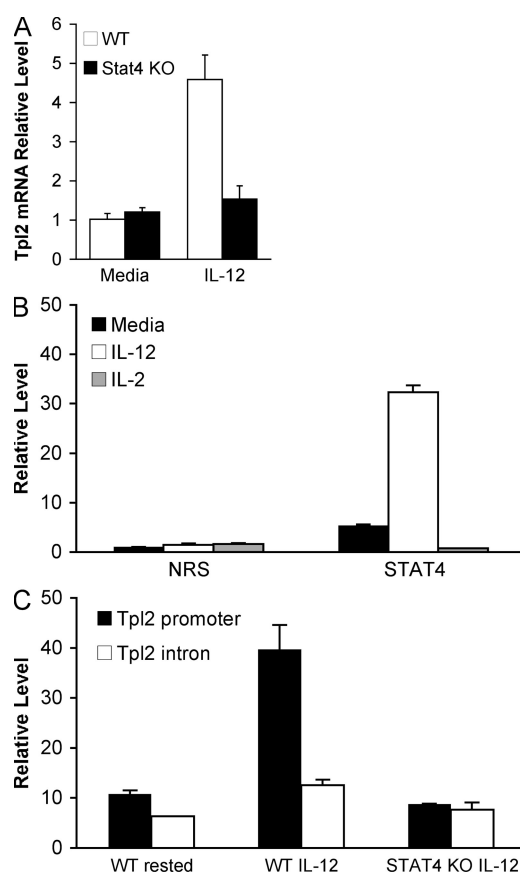 A
Tpl2 mRNA Relative Level
6
5
4
3
2
1
0
WT
Stat4 KO
Media IL-12
B
Relative Level
50
40
30
20
10
0
Media
IL-12
IL-2
NRS STAT4
C
Relative Level
50
40
30
20
10
0
Tpl2 promoter
Tpl2 intron
WT rested WT IL-12 STAT4 KO IL-12